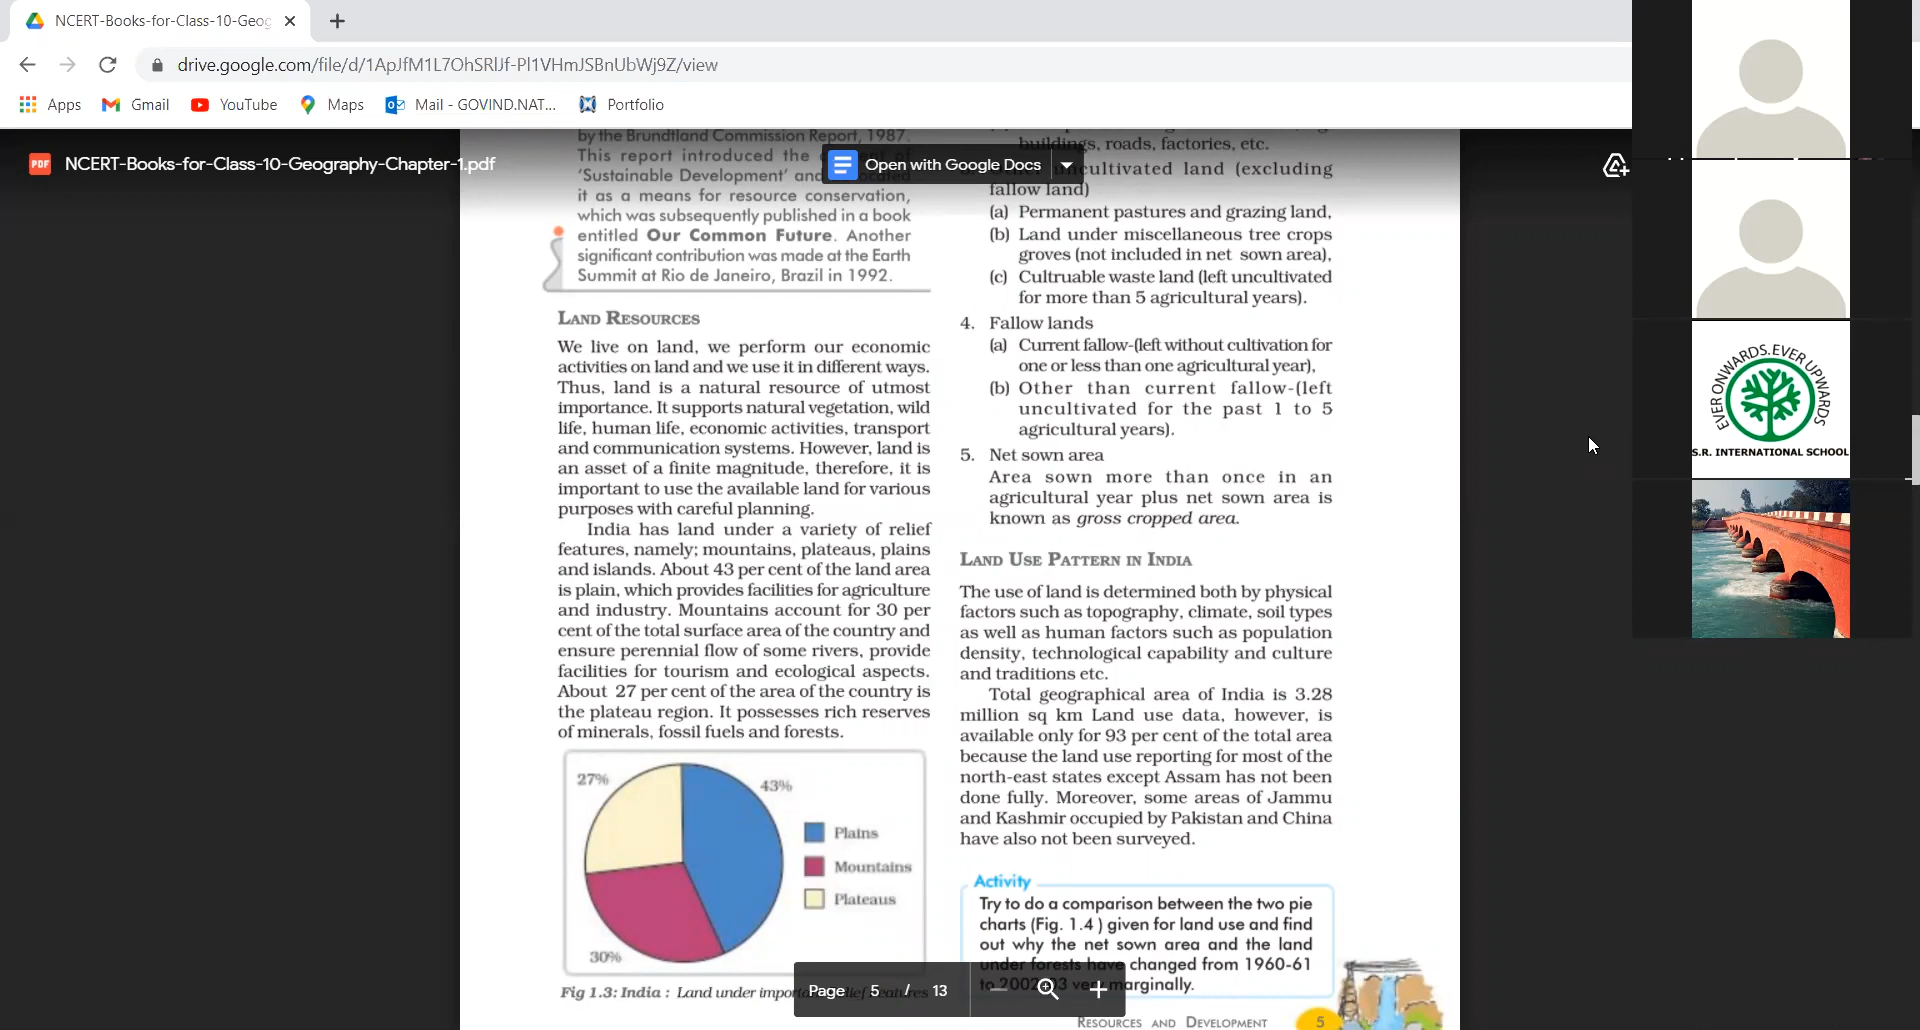 NCERT-Books-for-Class-10-Geog
drive.google.com/file/d/1ApJfM1L7OhSRlJf-Pl1VHmJSBnUbWj9Z/view
Apps Gmail YouTube Maps Mail - GOVIND.NAT... Portfolio
PDF NCERT-Books-for-Class-10-Geography-Chapter-1.pdf
Open with Google Docs
by the Brundtland Commission Report, 1987.
This report introduced the
'Sustainable Development' and
it as a means for resource conservation,
which was subsequently published in a book
entitled Our Common Future. Another
significant contribution was made at the Earth
Summit at Rio de Janeiro, Brazil in 1992.
LAND RESOURCES
We live on land, we perform our economic
activities on land and we use it in different ways.
Thus, land is a natural resource of utmost
importance. It supports natural vegetation, wild
life, human life, economic activities, transport
and communication systems. However, land is
an asset of a finite magnitude, therefore, it is
important to use the available land for various
purposes with careful planning.
India has land under a variety of relief
features, namely; mountains, plateaus, plains
and islands. About 43 per cent of the land area
is plain, which provides facilities for agriculture
and industry. Mountains account for 30 per
cent of the total surface area of the country and
ensure perennial flow of some rivers, provide
facilities for tourism and ecological aspects.
About 27 per cent of the area of the country is
the plateau region. It possesses rich reserves
of minerals, fossil fuels and forests.
27%
43%
30%
Plains
Mountains
Plateaus
Fig 1.3: India : Land under important relief features
buildings, roads, factories, etc.
uncultivated land (excluding
fallow land)
(a) Permanent pastures and grazing land,
(b) Land under miscellaneous tree crops
groves (not included in net sown area),
(c) Cultruable waste land (left uncultivated
for more than 5 agricultural years).
4. Fallow lands
(a) Current fallow-(left without cultivation for
one or less than one agricultural year),
(b) Other than current fallow-(left
uncultivated for the past 1 to 5
agricultural years).
5. Net sown area
Area sown more than once in an
agricultural year plus net sown area is
known as gross cropped area.
LAND USE PATTERN IN INDIA
The use of land is determined both by physical
factors such as topography, climate, soil types
as well as human factors such as population
density, technological capability and culture
and traditions etc.
Total geographical area of India is 3.28
million sq km Land use data, however, is
available only for 93 per cent of the total area
because the land use reporting for most of the
north-east states except Assam has not been
done fully. Moreover, some areas of Jammu
and Kashmir occupied by Pakistan and China
have also not been surveyed.
Activity
Try to do a comparison between the two pie
charts (Fig. 1.4 ) given for land use and find
out why the net sown area and the land
under forests have changed from 1960-61
to 2002-03 very marginally.
Page 5 / 13
RESOURCES AND DEVELOPMENT 5
EVER ONWARDS.EVER UPWARDS
S.R. INTERNATIONAL SCHOOL